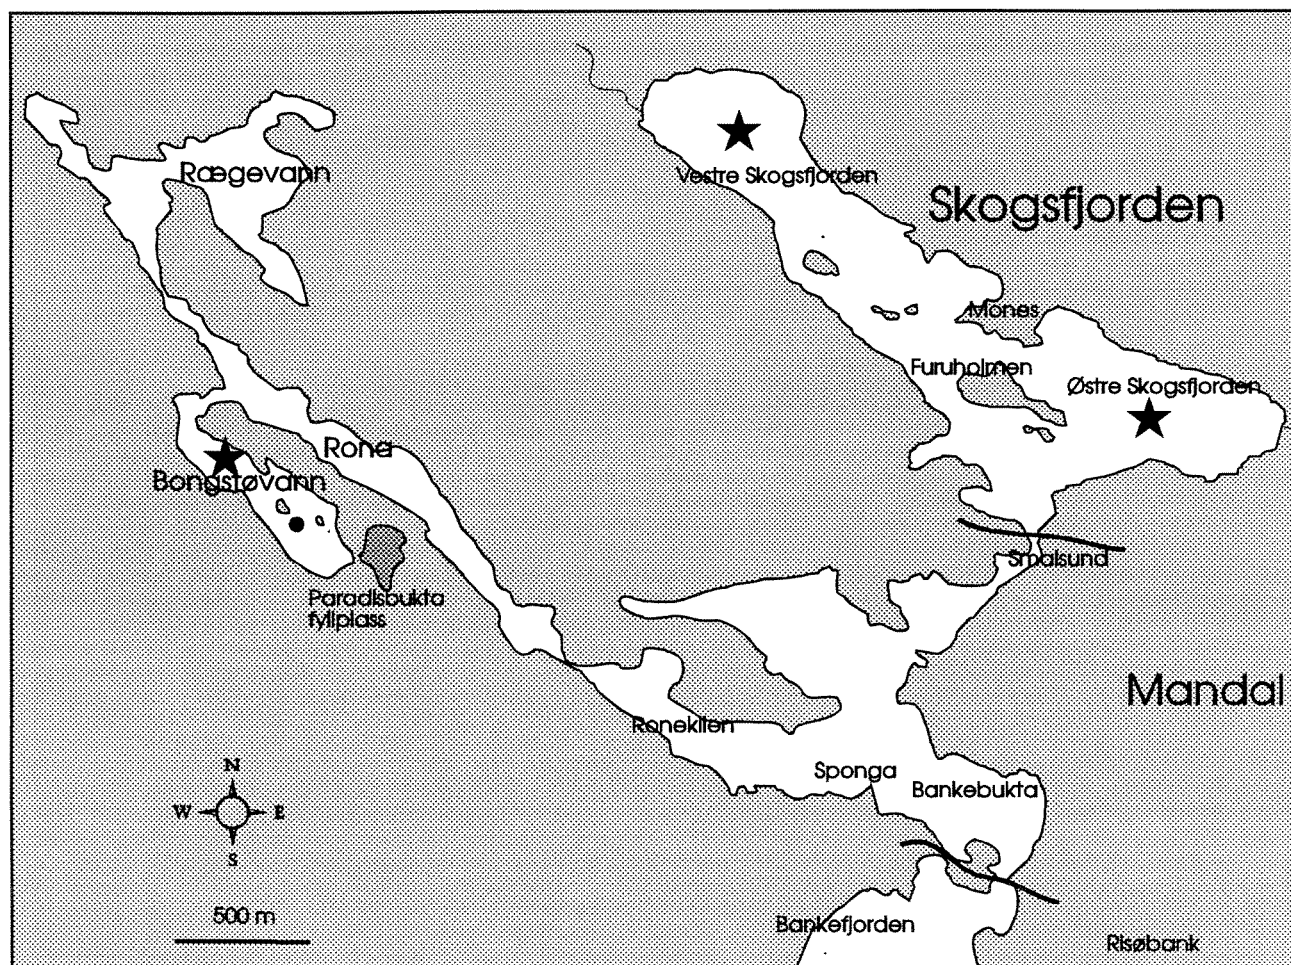 Rægevann
Vestre Skogsfjorden
Skogsfjorden
Mones
Furuholmen
Østre Skogsfjorden
Rona
Bongstøvann
Smalsund
Paradisbukta
fyllplass
Mandal
Ronekilen
Sponga
Bankebukta
N
W E
S
500 m
Bankefjorden
Risøbank